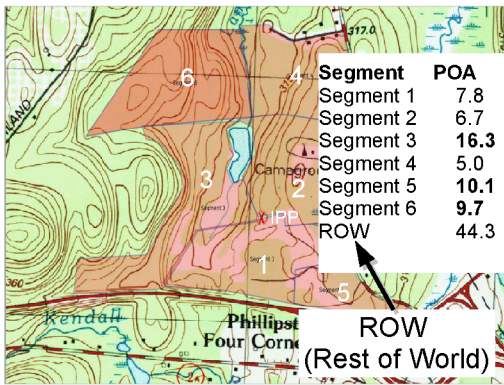 317.0
6
4
Segment POA
Segment 1 7.8
Segment 2 6.7
Segment 3 16.3
Segment 4 5.0
Segment 5 10.1
Segment 6 9.7
ROW 44.3
3
2
Segment 3
X IPP
1
5
360
Kendall
Phillipst
Four Corne
ROW
(Rest of World)